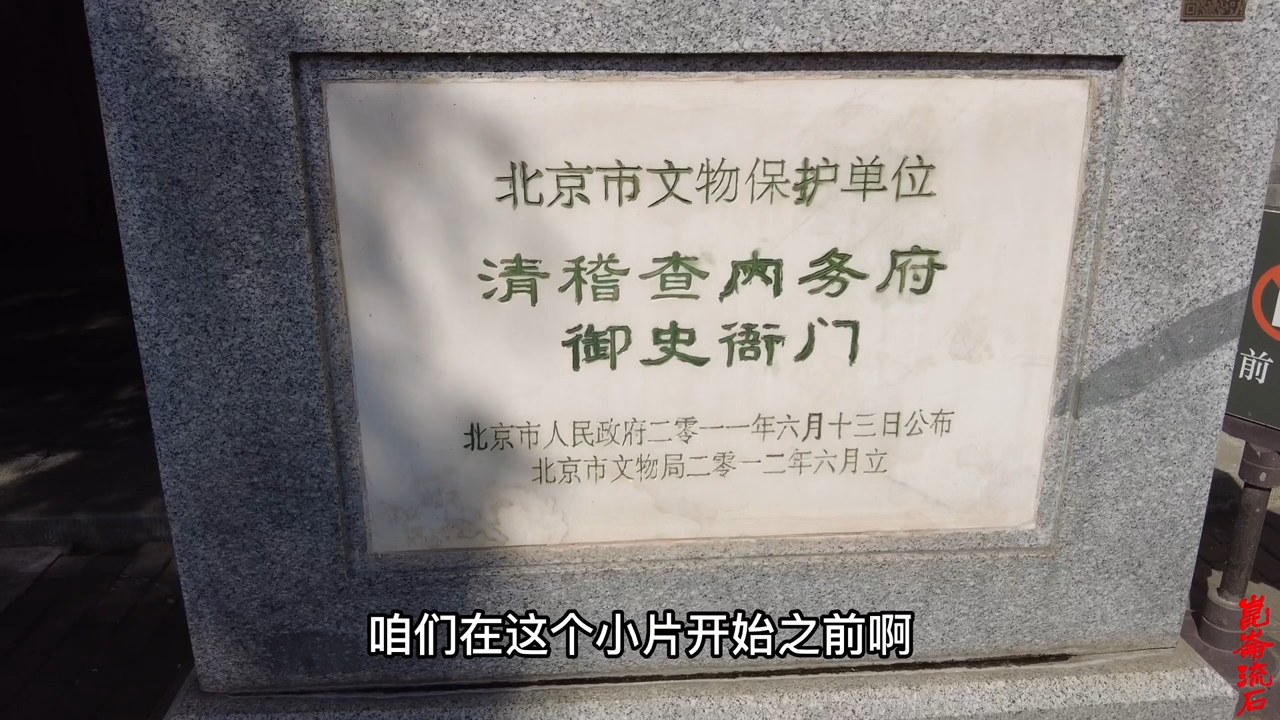 北京市文物保护单位
清稽查内务府
御史衙门
北京市人民政府二零一一年六月十三日公布
北京市文物局二零一二年六月立
前
咱们在这个小片开始之前啊
崑崙流石